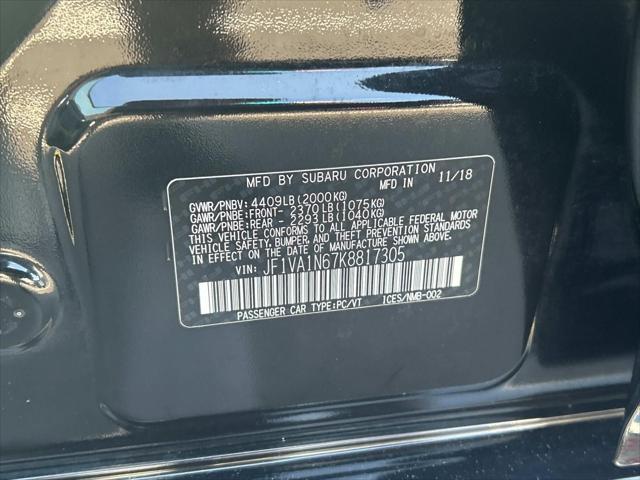 MFD BY SUBARU CORPORATION
MFD IN 11/18
GVWR/PNBV: 4409LB(2000KG)
GAWR/PNBE:FRONT- 2370LB(1075KG)
GAWR/PNBE:REAR - 2293LB(1040KG)
THIS VEHICLE CONFORMS TO ALL APPLICABLE FEDERAL MOTOR
VEHICLE SAFETY, BUMPER, AND THEFT PREVENTION STANDARDS
IN EFFECT ON THE DATE OF MANUFACTURE SHOWN ABOVE.
VIN: JF1VA1N67K8817305
PASSENGER CAR TYPE:PC/VT ICES/NMB-002